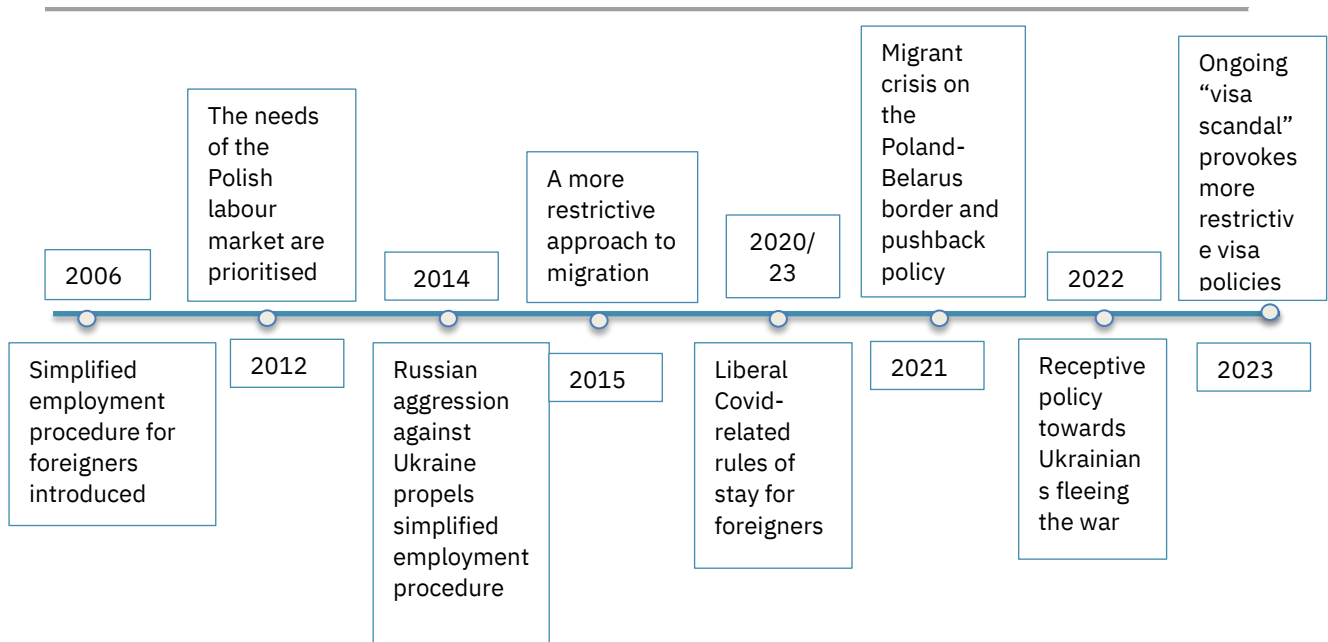 2006
Simplified
employment
procedure for
foreigners
introduced
The needs
of the
Polish
labour
market are
prioritised
2012
2014
Russian
aggression
against
Ukraine
propels
simplified
employment
procedure
A more
restrictive
approach to
migration
2015
2020/
23
Liberal
Covid-
related
rules of
stay for
foreigners
Migrant
crisis on
the
Poland-
Belarus
border and
pushback
policy
2021
2022
Receptive
policy
towards
Ukrainian
s fleeing
the war
Ongoing
“visa
scandal”
provokes
more
restrictiv
e visa
policies
2023